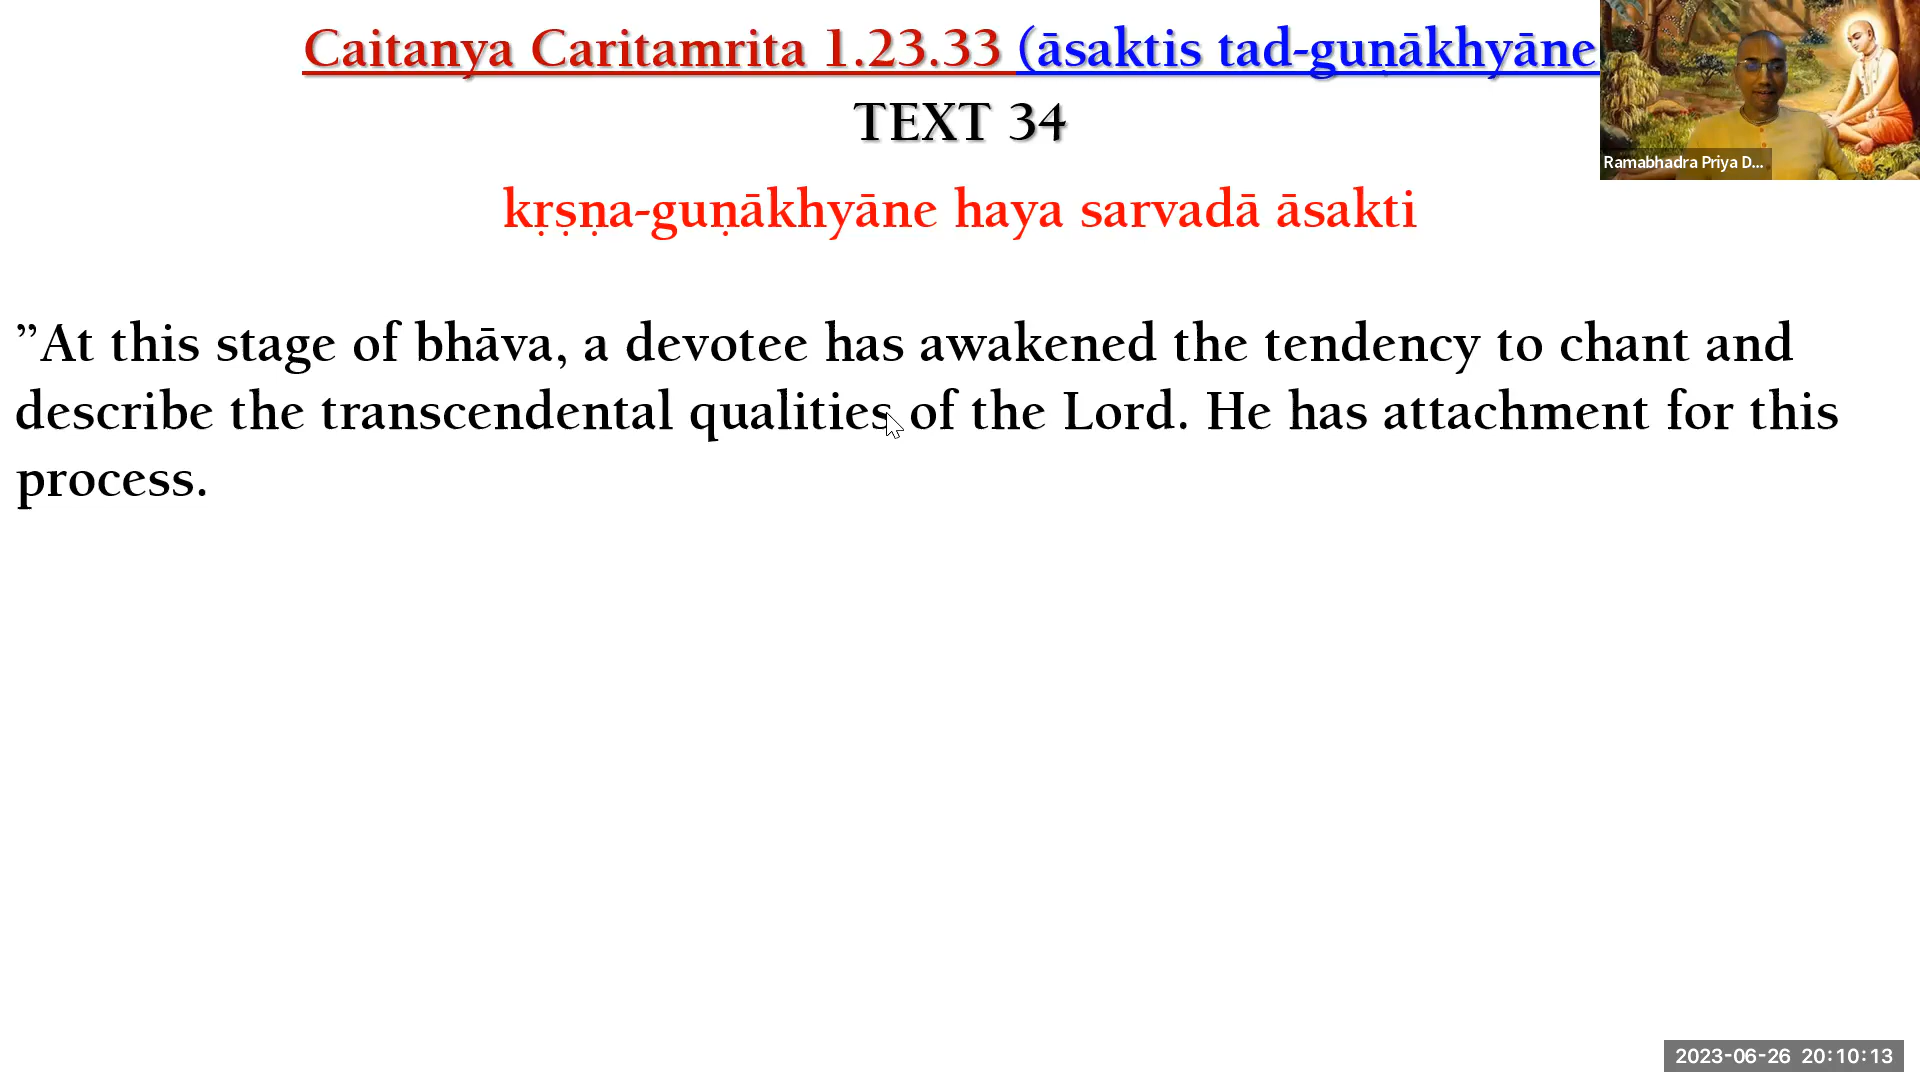 Caitanya Caritamrita 1.23.33 (āsaktis tad-guṇākhyāne
TEXT 34
kṛṣṇa-guṇākhyāne haya sarvadā āsakti
”At this stage of bhāva, a devotee has awakened the tendency to chant and
describe the transcendental qualities of the Lord. He has attachment for this
process.
Ramabhadra Priya D...
2023-06-26 20:10:13